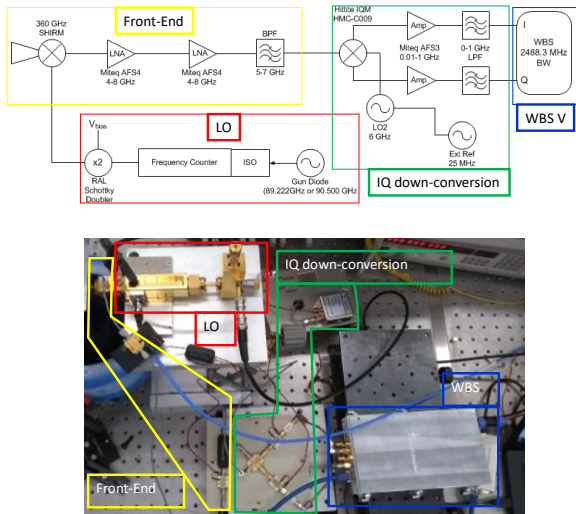 Front-End
360 GHz
SHIRM
LNA
Miteq AFS4
4-8 GHz
LNA
Miteq AFS4
4-8 GHz
BPF
5-7 GHz
Hittite IQM
HMC-C009
Amp
Miteq AFS3
0.01-1 GHz
Amp
0-1 GHz
LPF
I
Q
WBS
2488.3 MHz
BW
WBS V
LO2
6 GHz
Ext Ref
25 MHz
IQ down-conversion
LO
Vbias
x2
RAL
Schottky
Doubler
Frequency Counter
ISO
Gun Diode
(89.222GHz or 90.500 GHz)
IQ down-conversion
LO
WBS
Front-End